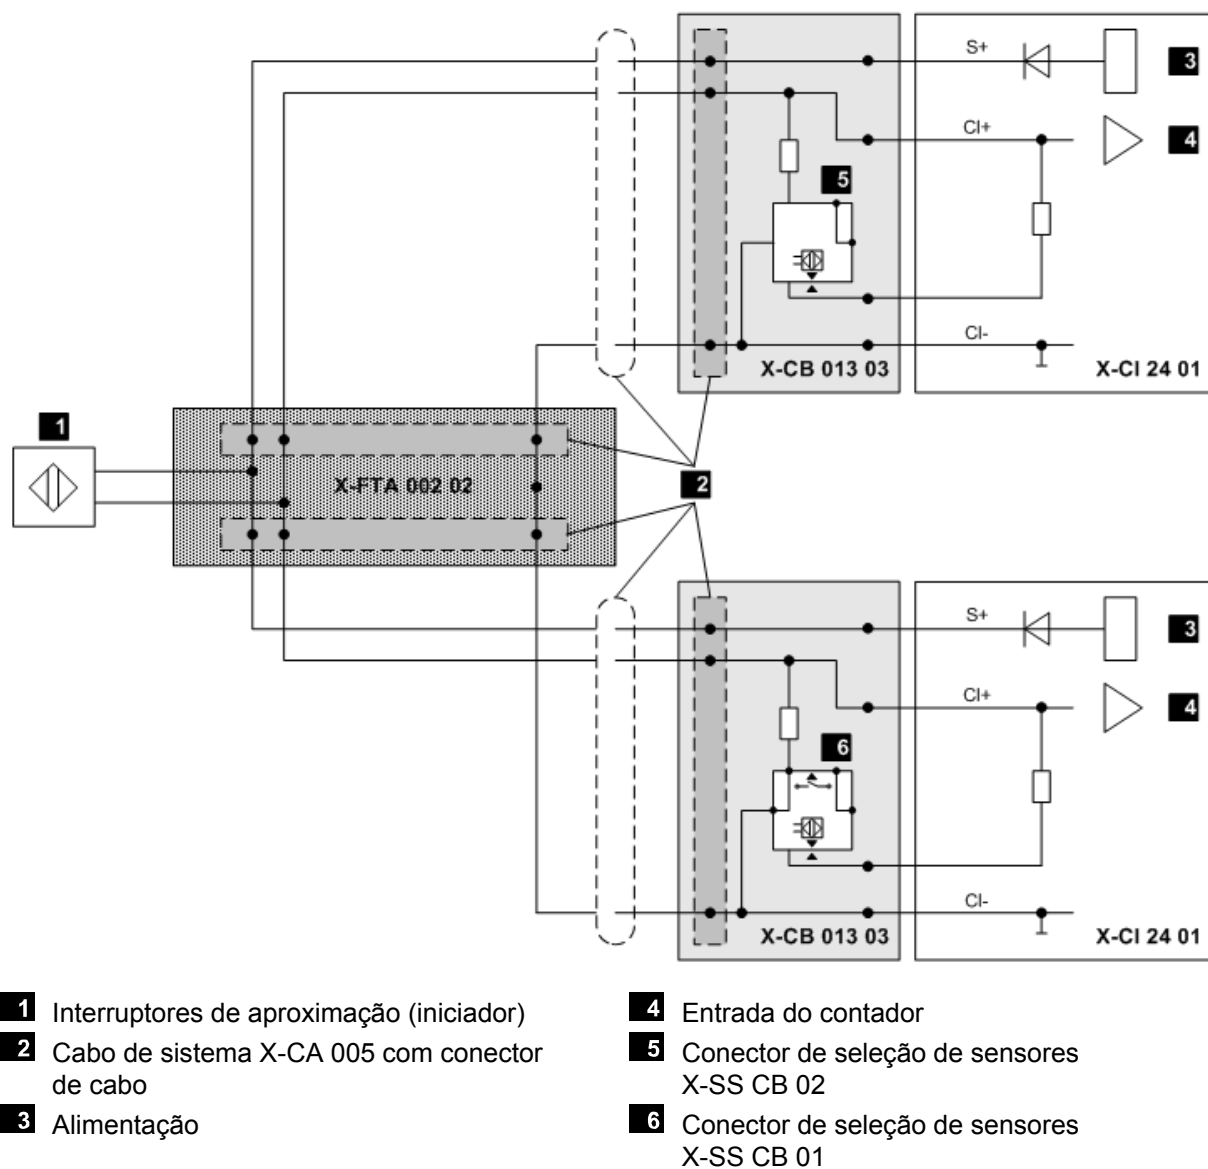 S+
3
CI+
4
5
CI-
X-CB 013 03
X-CI 24 01
1
X-FTA 002 02
2
S+
3
CI+
4
6
CI-
X-CB 013 03
X-CI 24 01
1 Interruptores de aproximação (iniciador)
2 Cabo de sistema X-CA 005 com conector
de cabo
3 Alimentação
4 Entrada do contador
5 Conector de seleção de sensores
X-SS CB 02
6 Conector de seleção de sensores
X-SS CB 01